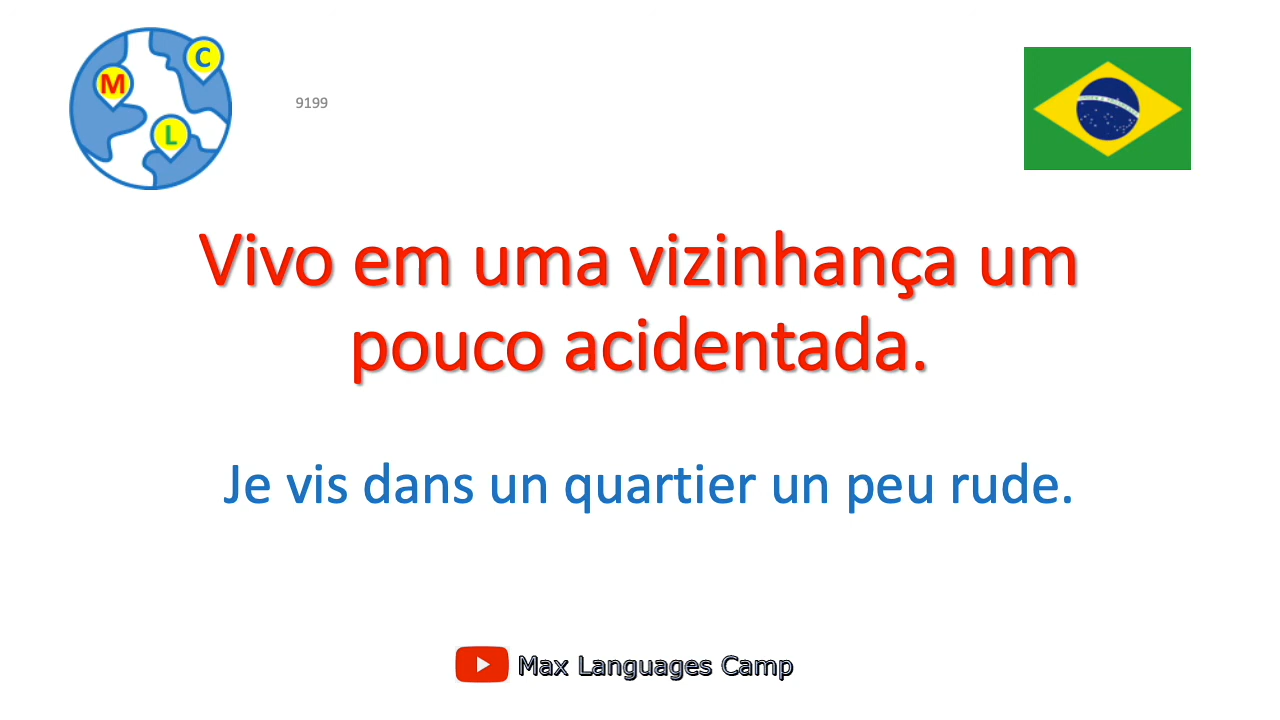 C
M
L
9199
Vivo em uma vizinhança um
pouco acidentada.
Je vis dans un quartier un peu rude.
Max Languages Camp